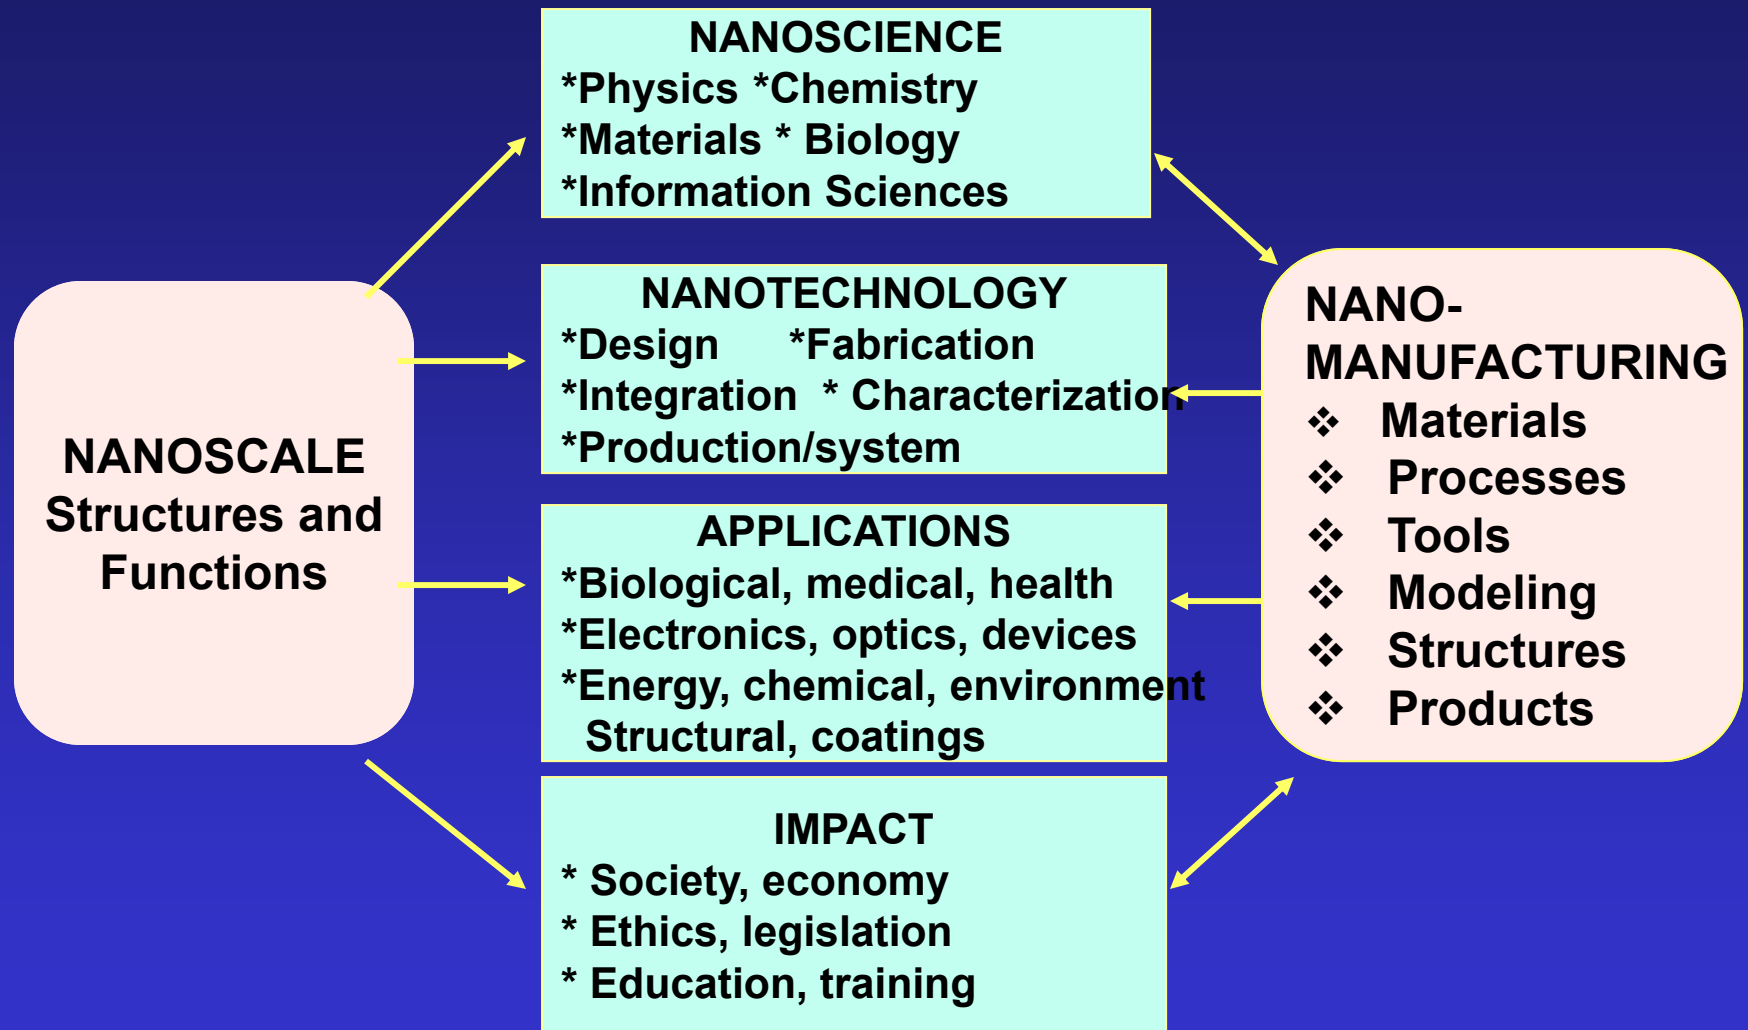 NANOSCIENCE
*Physics *Chemistry
*Materials * Biology
*Information Sciences
NANOTECHNOLOGY
*Design *Fabrication
*Integration * Characterization
*Production/system
NANOSCALE
Structures and
Functions
APPLICATIONS
*Biological, medical, health
*Electronics, optics, devices
*Energy, chemical, environment
Structural, coatings
IMPACT
* Society, economy
* Ethics, legislation
* Education, training
NANO-
MANUFACTURING
❖ Materials
❖ Processes
❖ Tools
❖ Modeling
❖ Structures
❖ Products